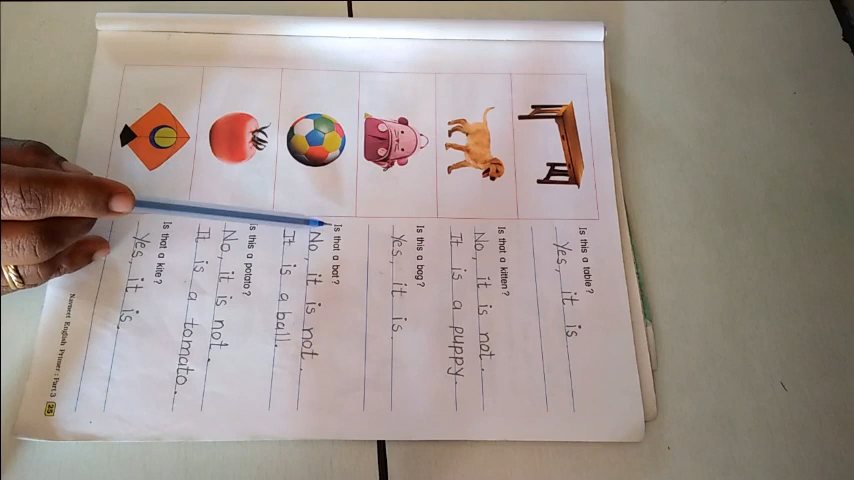 Is this a table?
Yes, it is
Is that a kitten?
No, it is not.
It is a puppy.
Is this a bag?
Yes, it is.
Is that a bat?
No, it is not.
It is a ball.
Is this a potato?
No, it is not.
It is a tomato.
Is that a kite?
Yes, it is.
Navneet English Primer : Part 3 25